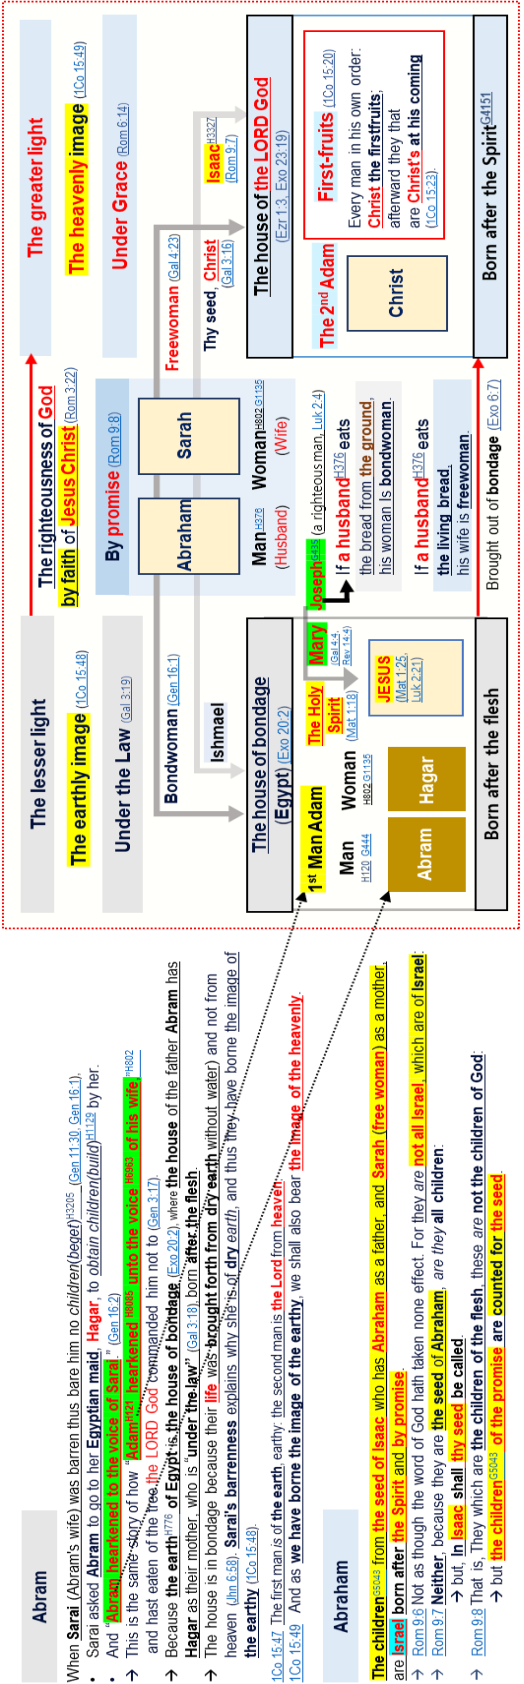 Abram
When Sarai (Abram's wife) was barren thus bare him no children(beget)H3205 (Gen 11:30, Gen 16:1),
• Sarai asked Abram to go to her Egyptian maid, Hagar, to obtain children(build)H1129 by her.
• And "Abram hearkened to the voice of Sarai." (Gen 16:2)
→ This is the same story of how "Adam H121 hearkened H8085 unto the voice H6963 of his wife,"H802
and hast eaten of the tree, the LORD God commanded him not to (Gen 3:17).
→ Because the earthH776 of Egypt is the house of bondage (Exo 20:2), where the house of the father Abram has
Hagar as their mother, who is "under the law" (Gal 3:18), born after the flesh.
→ The house is in bondage because their life was brought forth from dry earth (earth without water) and not from
heaven (Jhn 6:58). Sarai's barrenness explains why she is of dry earth, and thus they have borne the image of
the earthy (1Co 15:48).
1Co 15:47 The first man is of the earth, earthy: the second man is the Lord from heaven.
1Co 15:49 And as we have borne the image of the earthy, we shall also bear the image of the heavenly.
Abraham
The childrenG5043 from the seed of Isaac who has Abraham as a father, and Sarah (free woman) as a mother,
are Israel born after the Spirit and by promise.
→ Rom 9:6 Not as though the word of God hath taken none effect. For they are not all Israel, which are of Israel:
→ Rom 9:7 Neither, because they are the seed of Abraham, are they all children:
→ but, In Isaac shall thy seed be called.
→ Rom 9:8 That is, They which are the children of the flesh, these are not the children of God:
→ but the childrenG5043 of the promise are counted for the seed.
The lesser light
The righteousness of God
by faith of Jesus Christ (Rom 3:22)
The greater light
The earthly image (1Co 15:48)
The heavenly image (1Co 15:49)
Under the Law (Gal 3:19)
By promise (Rom 9:8)
Under Grace (Rom 6:14)
Abraham
Sarah
Bondwoman (Gen 16:1)
Freewoman (Gal 4:23)
Ishmael
Thy seed, Christ
(Gal 3:16)
IsaacH3327
(Rom 9:7)
ManH376
(Husband)
WomanH802 G1135
(Wife)
The house of bondage
(Egypt) (Exo 20:2)
The house of the LORD God
(Ezr 1:3, Exo 23:19)
1st Man Adam
The Holy
Spirit
(Mat 1:18)
Mary
(Gal 4:4,
Rev 14:4)
JosephG435 (a righteous man, Luk 2:4)
Man
H120 G444
Woman
H802 G1135
Abram
Hagar
JESUS
(Mat 1:25,
Luk 2:21)
If a husbandH376 eats
the bread from the ground,
his woman Is bondwoman.
If a husbandH376 eats
the living bread,
his wife is freewoman.
The 2nd Adam
Christ
First-fruits (1Co 15:20)
Every man in his own order:
Christ the firstfruits;
afterward they that
are Christ's at his coming
(1Co 15:23).
Born after the flesh
Brought out of bondage (Exo 6:7)
Born after the SpiritG4151